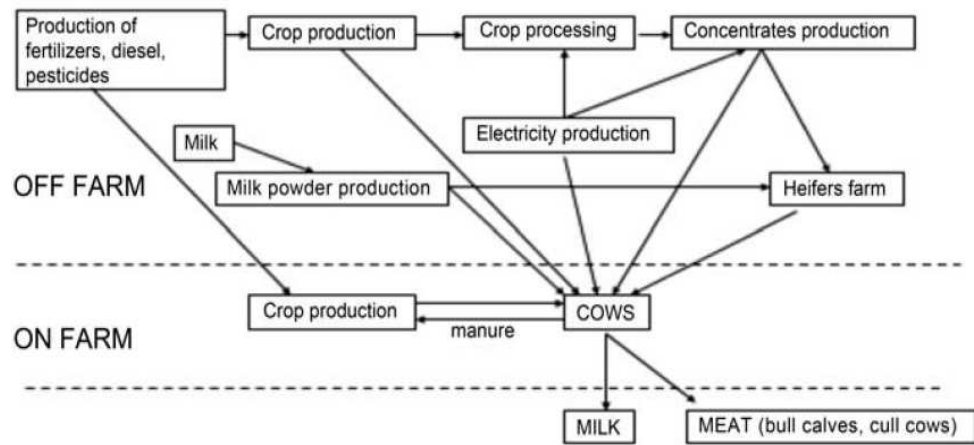 Production of
fertilizers, diesel,
pesticides
Crop production
Crop processing
Concentrates production
Electricity production
Milk
OFF FARM
Milk powder production
Heifers farm
Crop production
COWS
manure
ON FARM
MILK
MEAT (bull calves, cull cows)